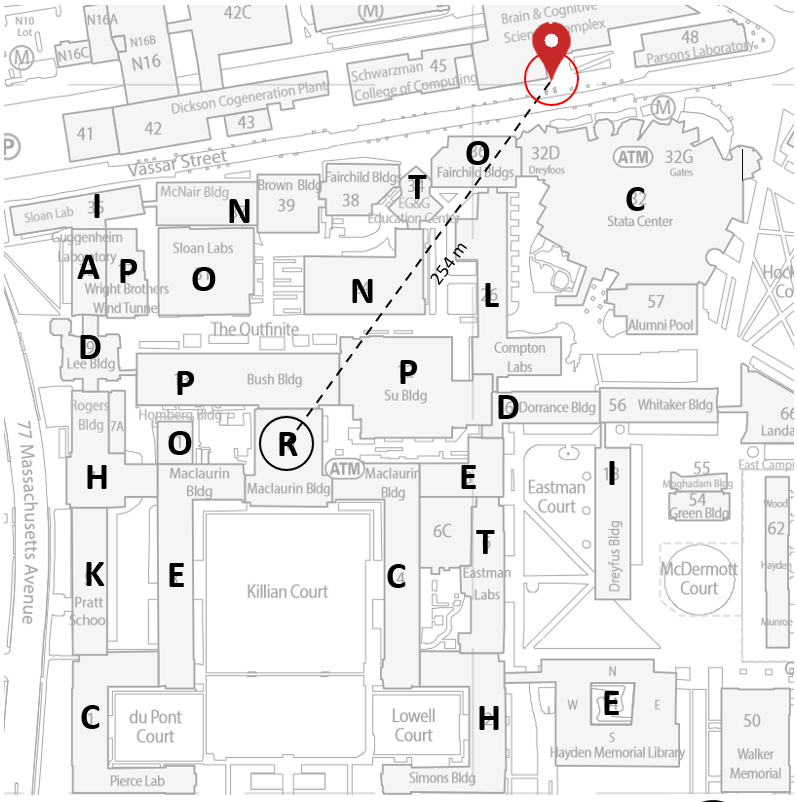 N10
Lot
N16A
42C
Brain & Cognitive
Sciences Complex
M
M
N16B
N16C
N16
48
Parsons Laboratory
Schwarzman 45
College of Computing
Dickson Cogeneration Plant
M
41
42
43
P
Vassar Street
O
Fairchild Bldgs
32D
Dreyfoos
ATM
32G
Gates
C
Stata Center
I
Sloan Lab
McNair Bldg
N
Brown Bldg
39
Fairchild Bldgs
38
T
EG&G
Education Center
254 m
Guggenheim
Laboratory
A
P
Wright Brothers
Wind Tunnel
Sloan Labs
O
N
L
57
Alumni Pool
The Outfinite
D
Lee Bldg
Compton
Labs
P
Bush Bldg
P
Su Bldg
Rogers
Bldg
7A
Homberg Bldg
D
Dorrance Bldg
56
Whitaker Bldg
66
O
R
H
Maclaurin
Bldg
Maclaurin Bldg
ATM
Maclaurin
Bldg
E
Eastman
Court
I
Dreyfus Bldg
55
Moghadam Bldg
54
Green Bldg
77 Massachusetts Avenue
K
Pratt
School
E
Killian Court
C
6C
T
Eastman
Labs
McDermott
Court
Wood
62
Hayden
Munroe
C
du Pont
Court
Lowell
Court
H
N
W
E
E
S
Hayden Memorial Library
50
Walker
Memorial
Pierce Lab
Simons Bldg